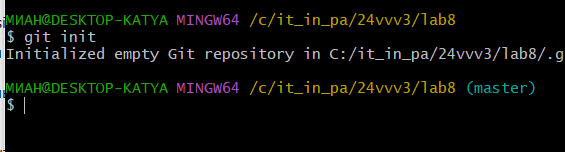 МИАН@DESKTOP-KATYA MINGW64 /c/it_in_pa/24vvv3/lab8
$ git init
Initialized empty Git repository in C:/it_in_pa/24vvv3/lab8/.g
МИАН@DESKTOP-KATYA MINGW64 /c/it_in_pa/24vvv3/lab8 (master)
$